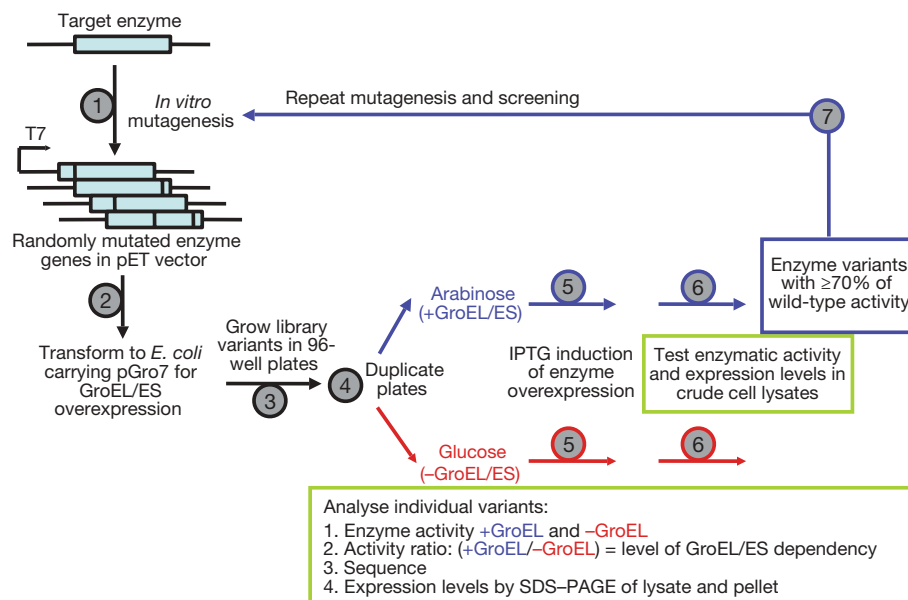 Target enzyme
1
In vitro
mutagenesis
Repeat mutagenesis and screening
7
T7
Randomly mutated enzyme
genes in pET vector
2
Transform to E. coli
carrying pGro7 for
GroEL/ES
overexpression
Grow library
variants in 96-
well plates
3
4
Duplicate
plates
Arabinose
(+GroEL/ES)
5
6
Enzyme variants
with ≥70% of
wild-type activity
IPTG induction
of enzyme
overexpression
Test enzymatic activity
and expression levels in
crude cell lysates
Glucose
(–GroEL/ES)
5
6
Analyse individual variants:
1. Enzyme activity +GroEL and –GroEL
2. Activity ratio: (+GroEL/–GroEL) = level of GroEL/ES dependency
3. Sequence
4. Expression levels by SDS–PAGE of lysate and pellet